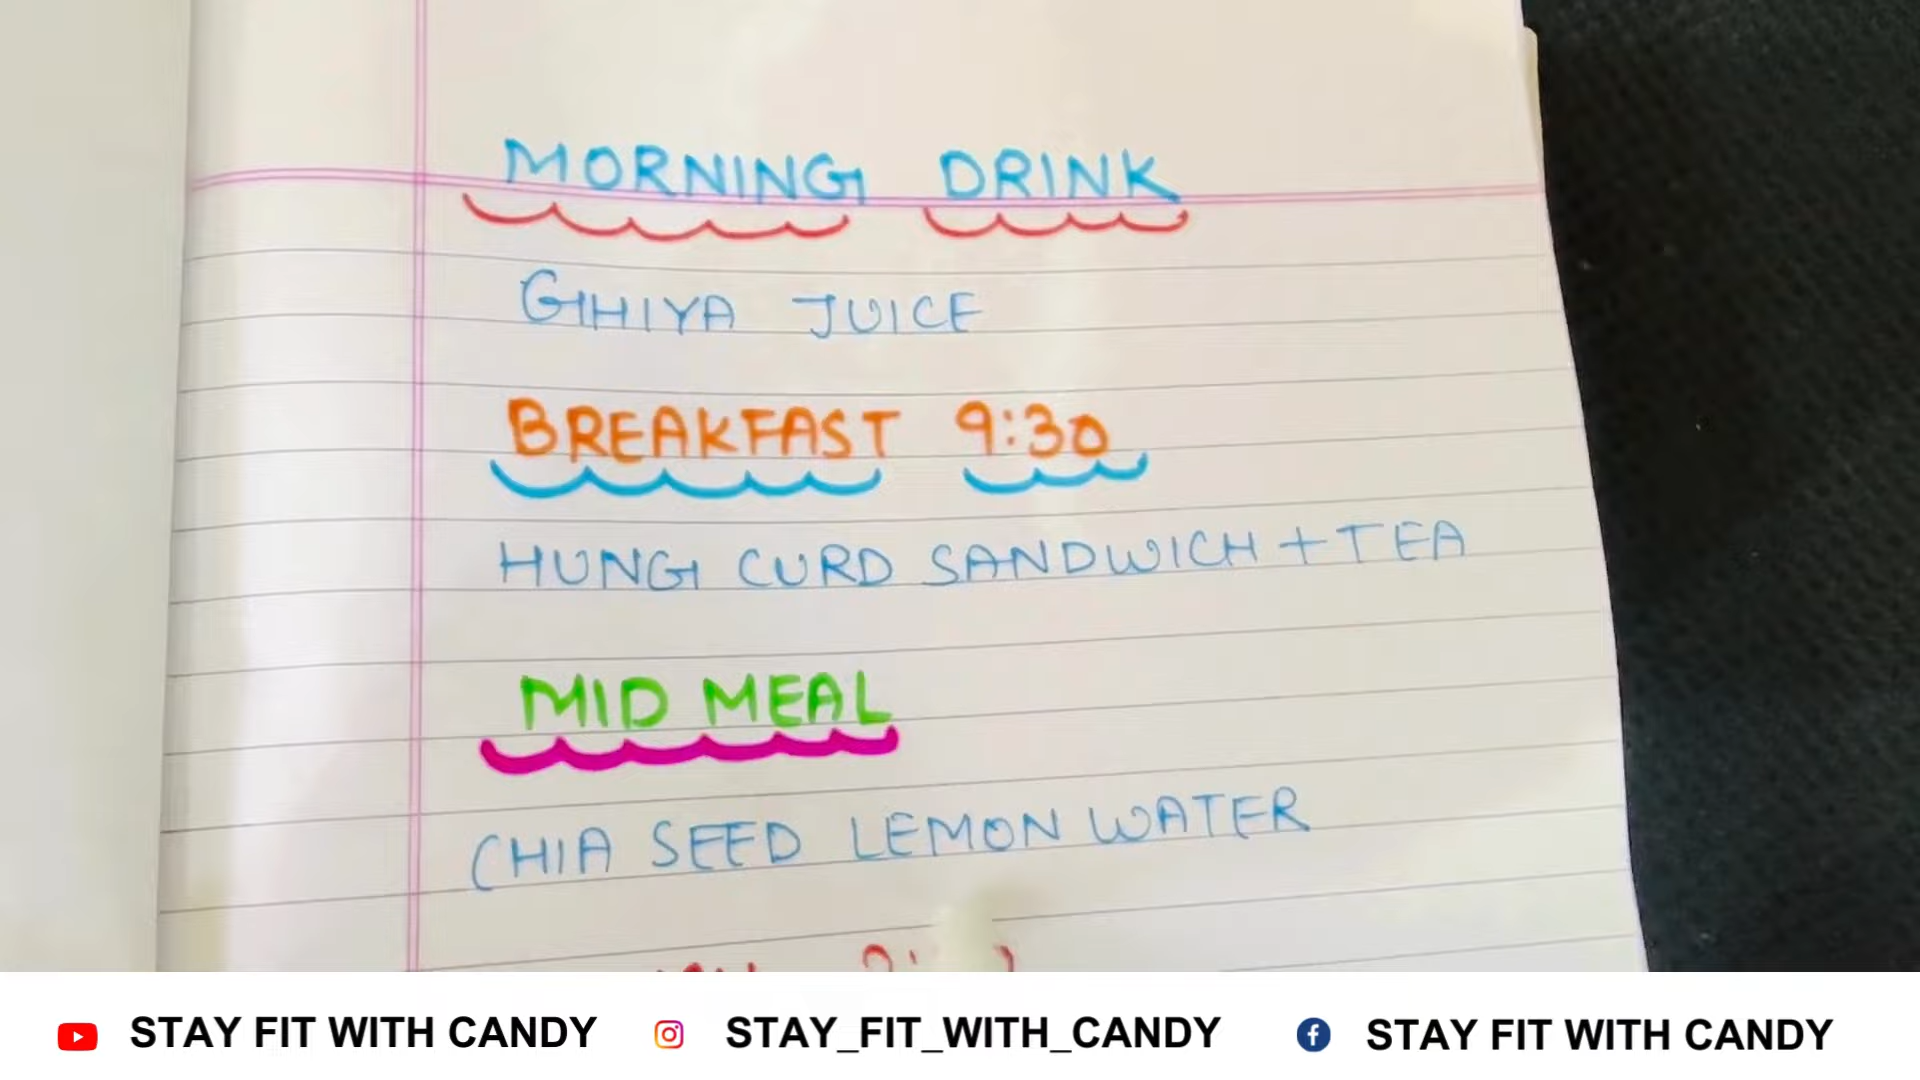 MORNING DRINK
GHIYA JUICE
BREAKFAST 9:30
HUNG CURD SANDWICH + TEA
MID MEAL
CHIA SEED LEMON WATER
STAY FIT WITH CANDY STAY_FIT_WITH_CANDY STAY FIT WITH CANDY